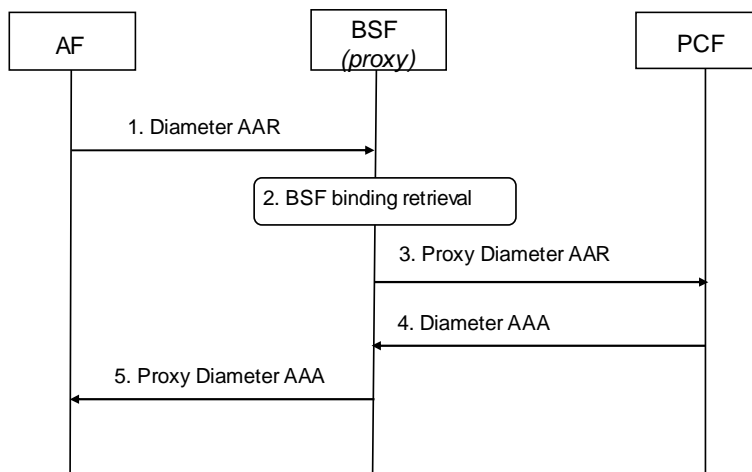 AF
BSF
(proxy)
PCF
1. Diameter AAR
2. BSF binding retrieval
3. Proxy Diameter AAR
4. Diameter AAA
5. Proxy Diameter AAA